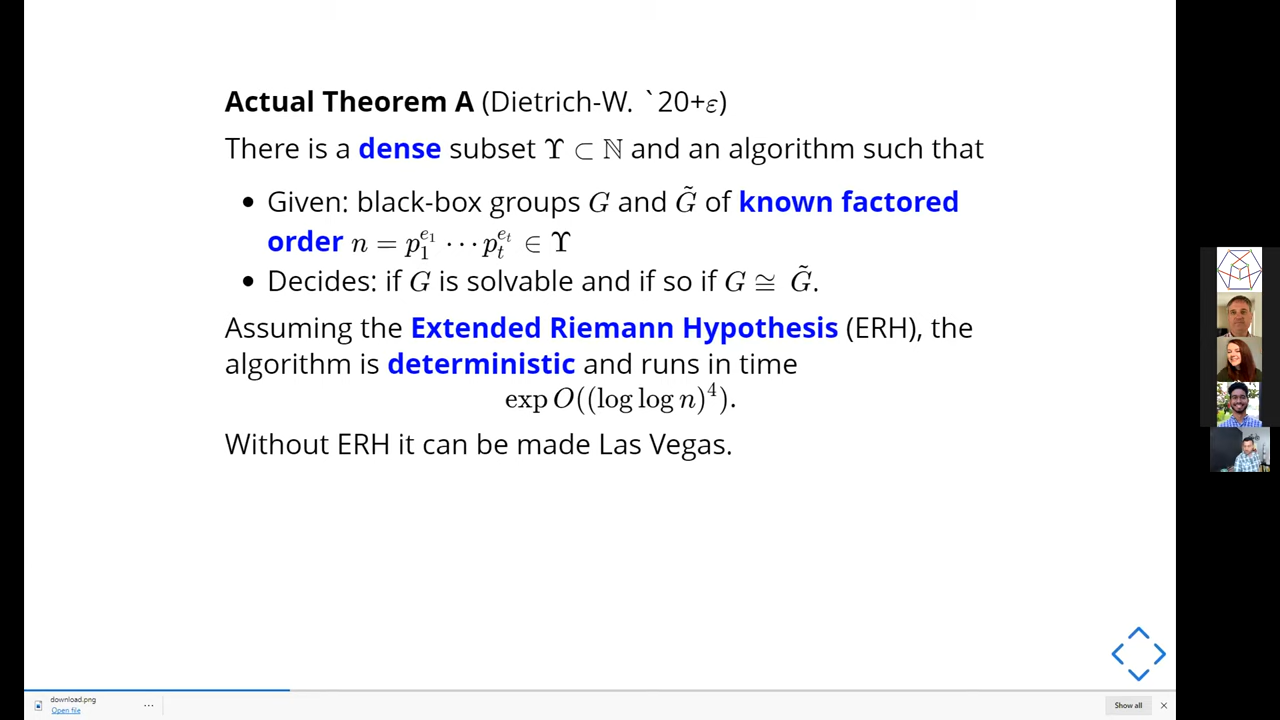 Actual Theorem A (Dietrich-W. `20+ε)
There is a dense subset ϒ ⊂ ℕ and an algorithm such that
• Given: black-box groups G and G̃ of known factored
order n = p₁^{e₁} ⋯ pₜ^{eₜ} ∈ ϒ
• Decides: if G is solvable and if so if G ≅ G̃.
Assuming the Extended Riemann Hypothesis (ERH), the
algorithm is deterministic and runs in time
exp O((log log n)⁴).
Without ERH it can be made Las Vegas.
download.png
Open file
...
Show all